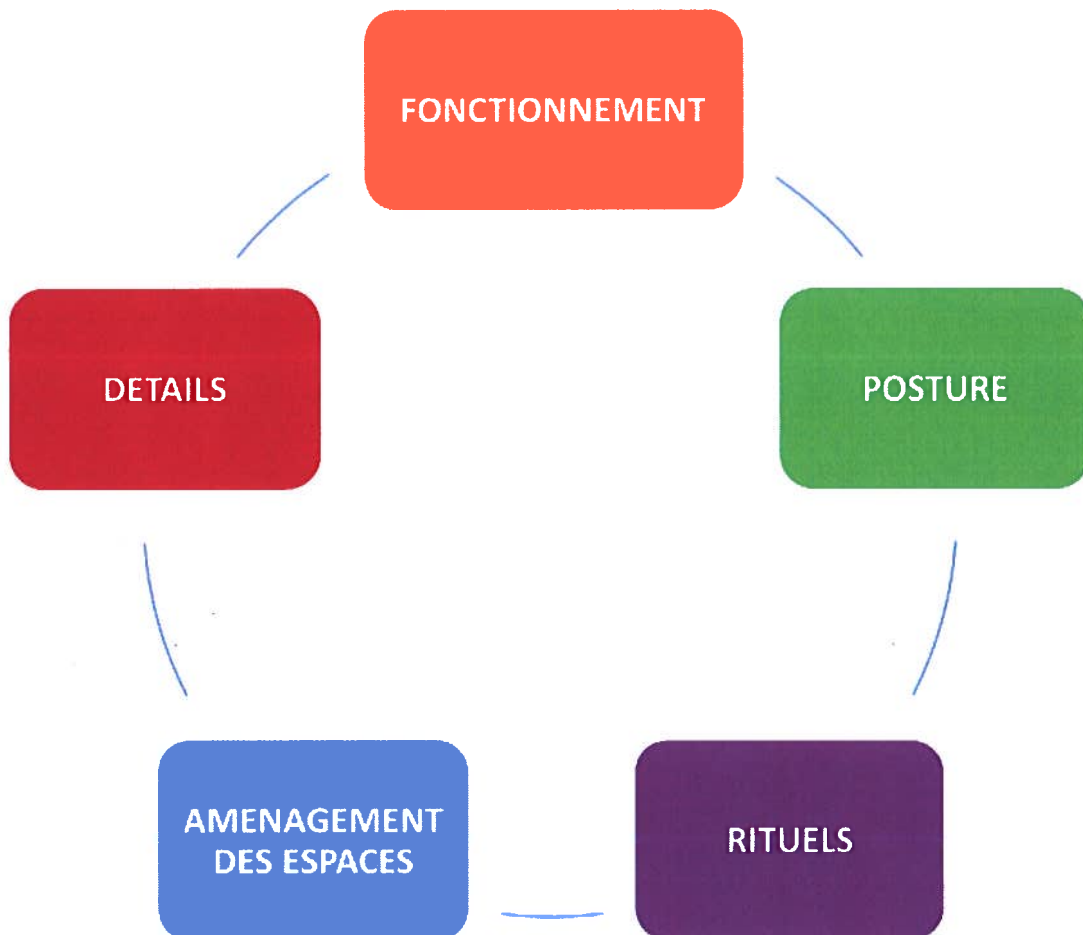 FONCTIONNEMENT
DETAILS
POSTURE
AMENAGEMENT
DES ESPACES
RITUELS